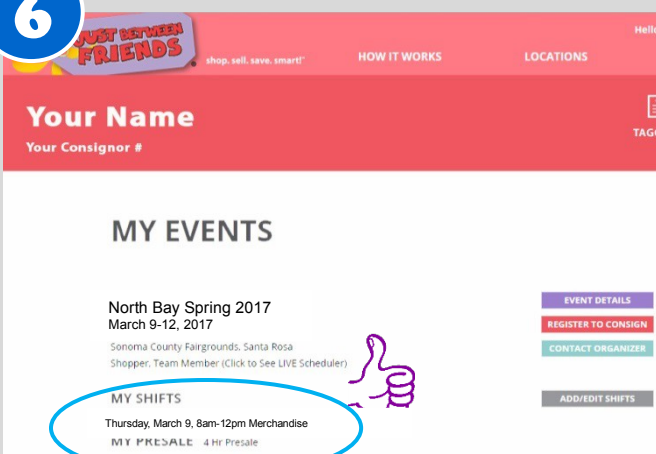 6
JUST BETWEEN
FRIENDS
shop. sell. save. smart!™
HOW IT WORKS
LOCATIONS
Hello
Your Name
Your Consignor #
MY EVENTS
North Bay Spring 2017
March 9-12, 2017
Sonoma County Fairgrounds, Santa Rosa
Shopper, Team Member (Click to See LIVE Scheduler)
EVENT DETAILS
REGISTER TO CONSIGN
CONTACT ORGANIZER
ADD/EDIT SHIFTS
MY SHIFTS
Thursday, March 9, 8am-12pm Merchandise
MY PRESALE 4 Hr Presale